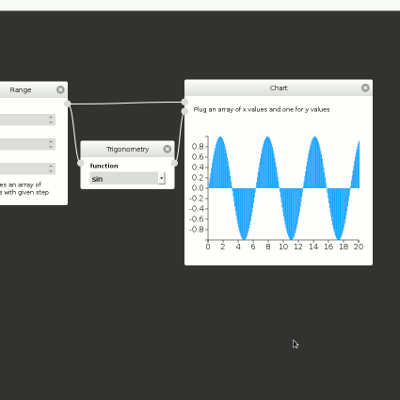 Range
es an array of
s with given step
Trigonometry
function
sin
Chart
Plug an array of x values and one for y values
0.8
0.6
0.4
0.2
0.0
-0.2
-0.4
-0.6
-0.8
0 2 4 6 8 10 12 14 16 18 20